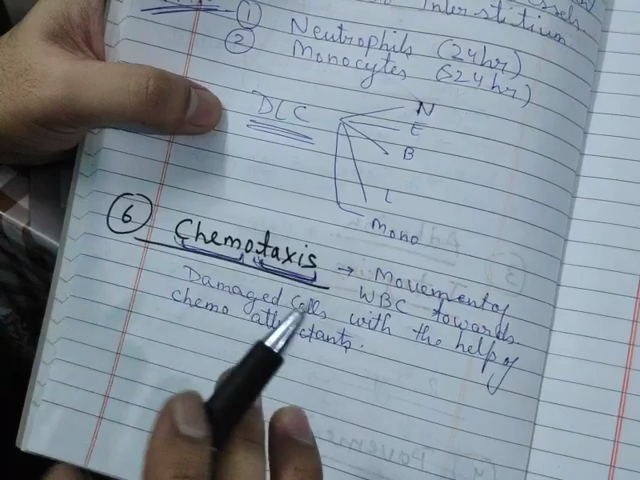 Interstitium
① Neutrophils (24hr)
② Monocytes (>24hr)
DLC
N
E
B
L
Mono
⑥ Chemotaxis → Movement of
WBC towards
Damaged Cells with the help of
chemo attractants.